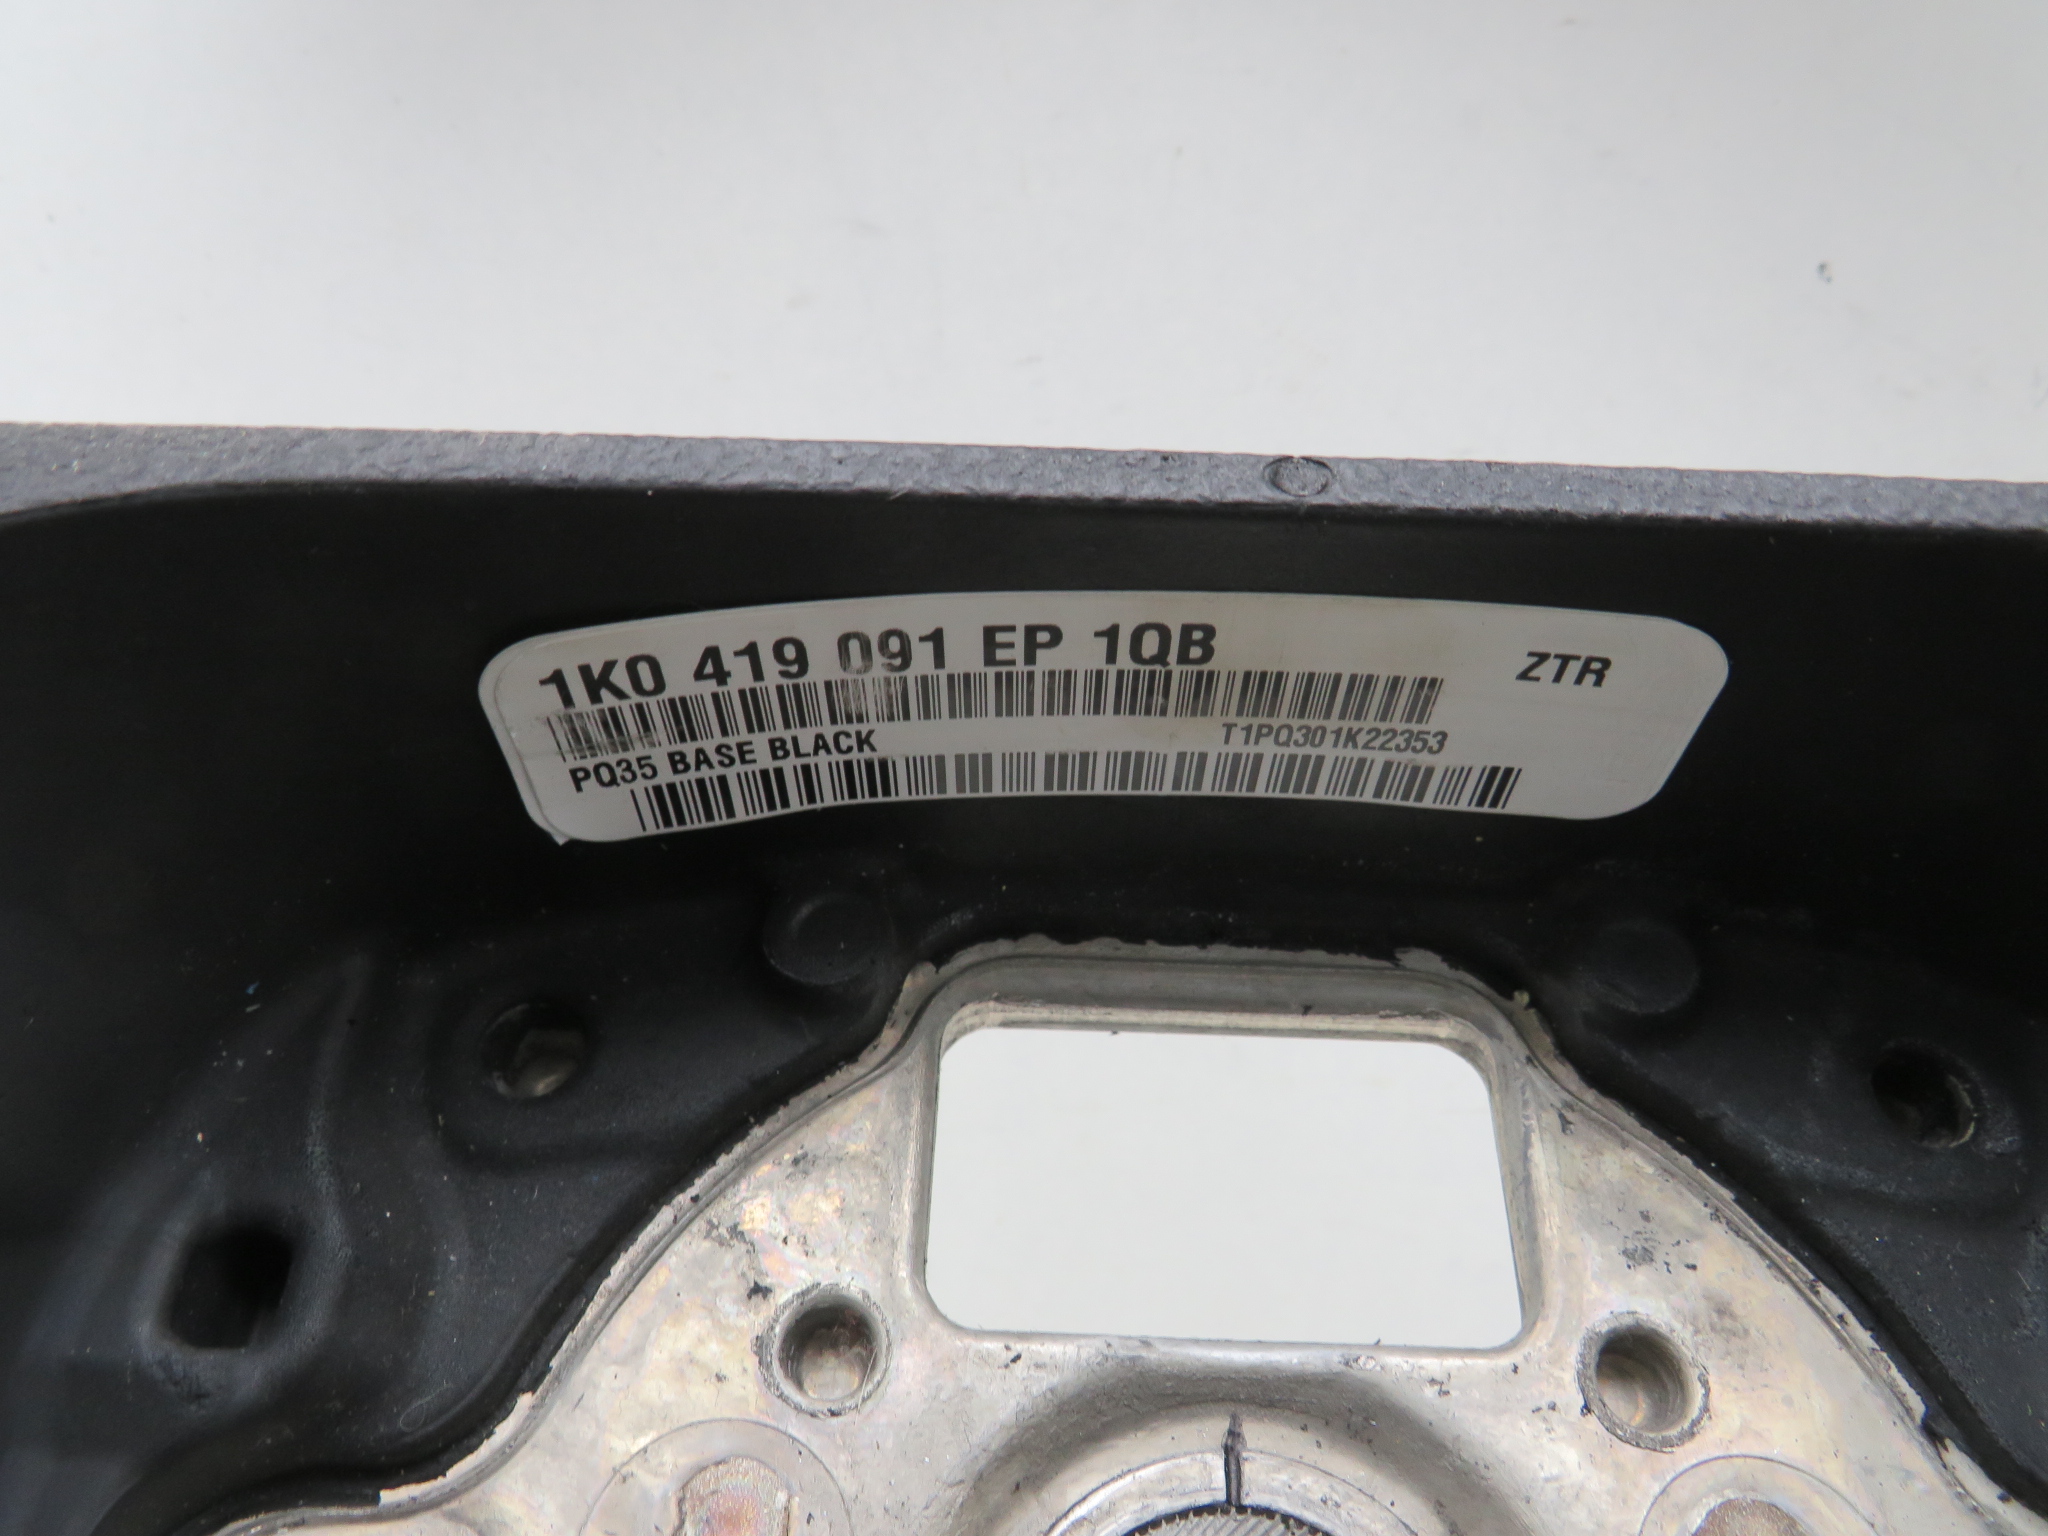 1K0 419 091 EP 1QB
ZTR
PQ35 BASE BLACK
T1PQ301K22353